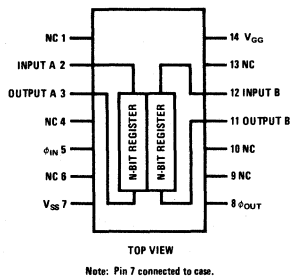 NC 1
INPUT A 2
OUTPUT A 3
NC 4
ϕIN 5
NC 6
VSS 7
14 VGG
13 NC
12 INPUT B
11 OUTPUT B
10 NC
9 NC
8 ϕOUT
N-BIT REGISTER
N-BIT REGISTER
TOP VIEW
Note: Pin 7 connected to case.